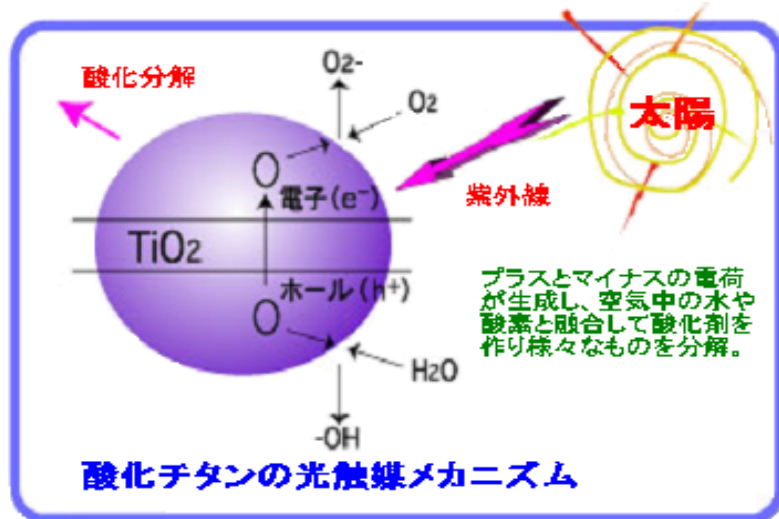 O2-
酸化分解
O2
太陽
紫外線
電子(e⁻)
TiO2
ホール(h⁺)
プラスとマイナスの電荷
が生成し、空気中の水や
酸素と融合して酸化剤を
作り様々なものを分解。
H2O
-OH
酸化チタンの光触媒メカニズム